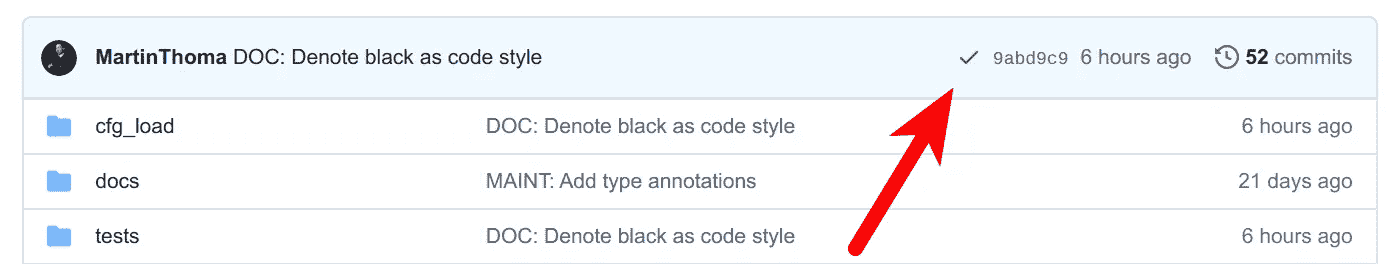 MartinThoma DOC: Denote black as code style 9abd9c9 6 hours ago 52 commits
cfg_load DOC: Denote black as code style 6 hours ago
docs MAINT: Add type annotations 21 days ago
tests DOC: Denote black as code style 6 hours ago